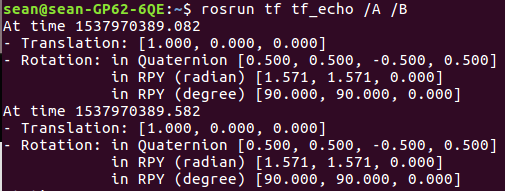 sean@sean-GP62-6QE:~$ rosrun tf tf_echo /A /B
At time 1537970389.082
- Translation: [1.000, 0.000, 0.000]
- Rotation: in Quaternion [0.500, 0.500, -0.500, 0.500]
            in RPY (radian) [1.571, 1.571, 0.000]
            in RPY (degree) [90.000, 90.000, 0.000]
At time 1537970389.582
- Translation: [1.000, 0.000, 0.000]
- Rotation: in Quaternion [0.500, 0.500, -0.500, 0.500]
            in RPY (radian) [1.571, 1.571, 0.000]
            in RPY (degree) [90.000, 90.000, 0.000]